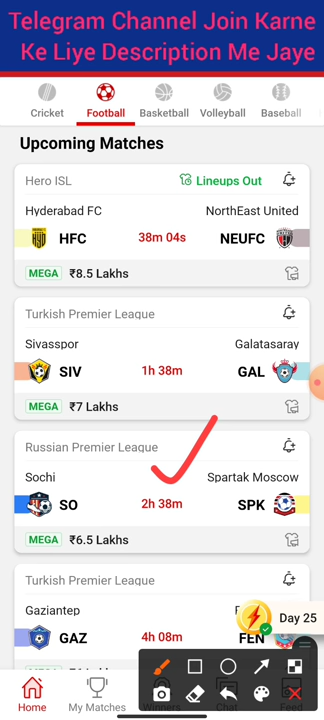 Telegram Channel Join Karne
Ke Liye Description Me Jaye
Cricket Football Basketball Volleyball Baseball
Upcoming Matches
Hero ISL Lineups Out
Hyderabad FC NorthEast United
HFC 38m 04s NEUFC
MEGA ₹8.5 Lakhs
Turkish Premier League
Sivasspor Galatasaray
SIV 1h 38m GAL
MEGA ₹7 Lakhs
Russian Premier League
Sochi Spartak Moscow
SO 2h 38m SPK
MEGA ₹6.5 Lakhs
Turkish Premier League
Gaziantep
GAZ 4h 08m FEN
Day 25
Home My Matches Winners Chat Feed